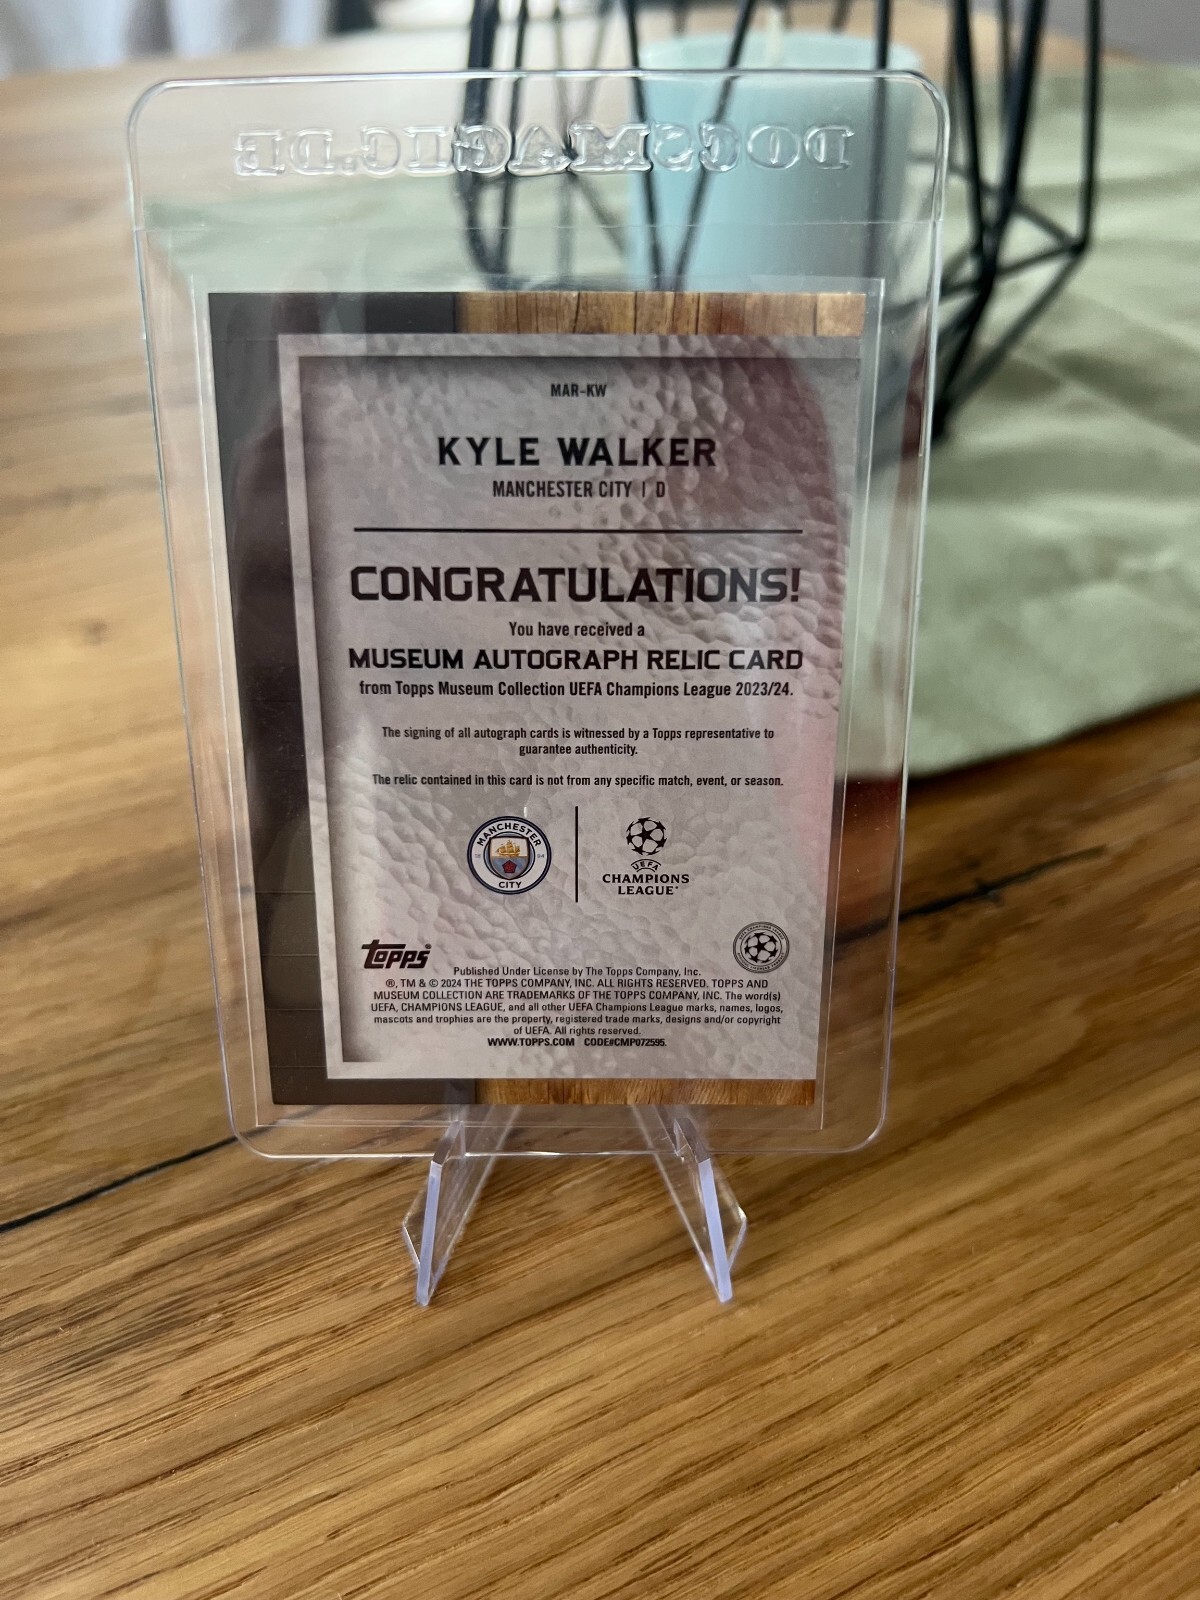 DOCSMAGIC.DE
MAR-KW
KYLE WALKER
MANCHESTER CITY | D
CONGRATULATIONS!
You have received a
MUSEUM AUTOGRAPH RELIC CARD
from Topps Museum Collection UEFA Champions League 2023/24.
The signing of all autograph cards is witnessed by a Topps representative to
guarantee authenticity.
The relic contained in this card is not from any specific match, event, or season.
MANCHESTER
18 94
CITY
UEFA
CHAMPIONS
LEAGUE®
Topps®
Published Under License by The Topps Company, Inc.
®, TM & © 2024 THE TOPPS COMPANY, INC. ALL RIGHTS RESERVED. TOPPS AND
MUSEUM COLLECTION ARE TRADEMARKS OF THE TOPPS COMPANY, INC. The word(s)
UEFA, CHAMPIONS LEAGUE, and all other UEFA Champions League marks, names, logos,
mascots and trophies are the property, registered trade marks, designs and/or copyright
of UEFA. All rights reserved.
WWW.TOPPS.COM CODE#CMP072595.